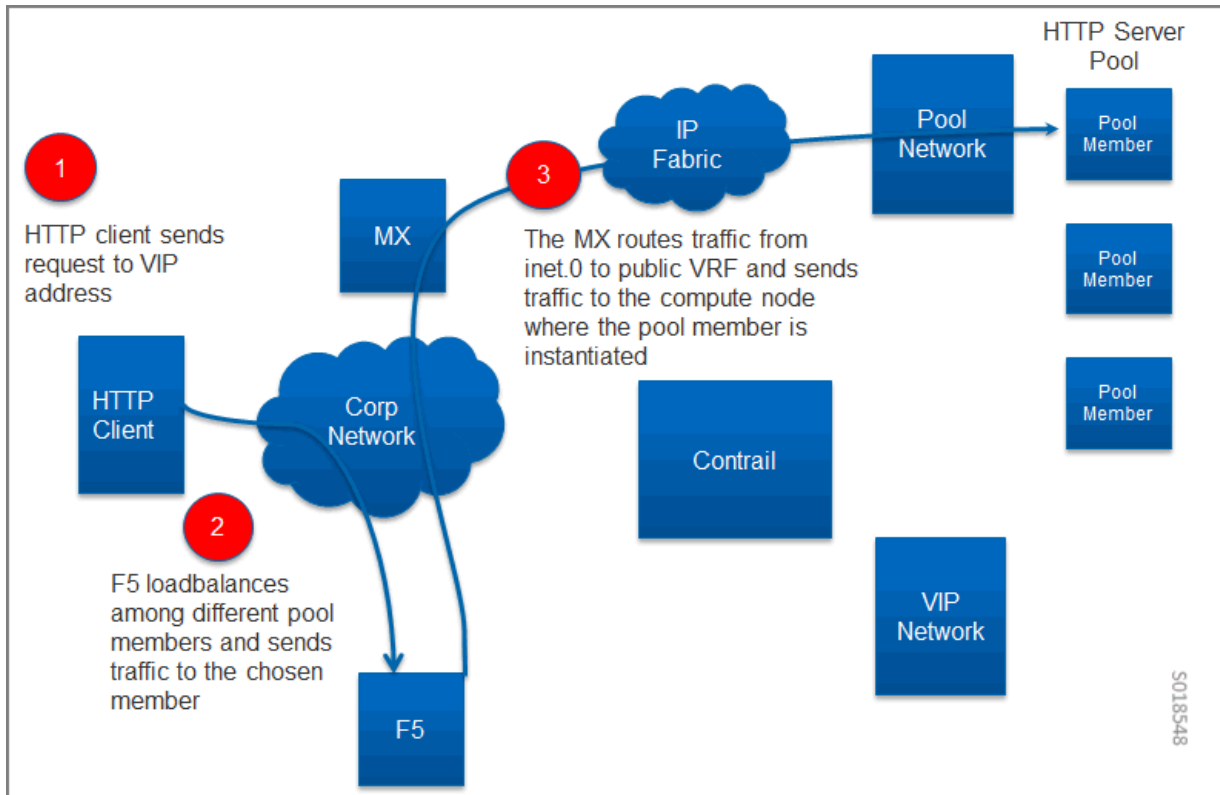 HTTP Server
Pool
1
HTTP client sends
request to VIP
address
MX
3
IP
Fabric
Pool
Network
Pool
Member
The MX routes traffic from
inet.0 to public VRF and sends
traffic to the compute node
where the pool member is
instantiated
Pool
Member
HTTP
Client
Corp
Network
Contrail
Pool
Member
2
F5 loadbalances
among different pool
members and sends
traffic to the chosen
member
F5
VIP
Network
S018548